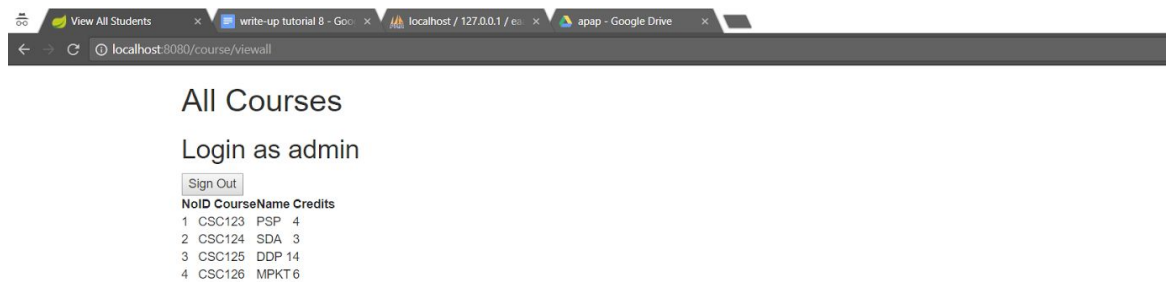 View All Students
write-up tutorial 8 - Goo
localhost / 127.0.0.1 / ea
apap - Google Drive
localhost:8080/course/viewall
All Courses
Login as admin
Sign Out
NoID CourseName Credits
1 CSC123 PSP 4
2 CSC124 SDA 3
3 CSC125 DDP 14
4 CSC126 MPKT 6